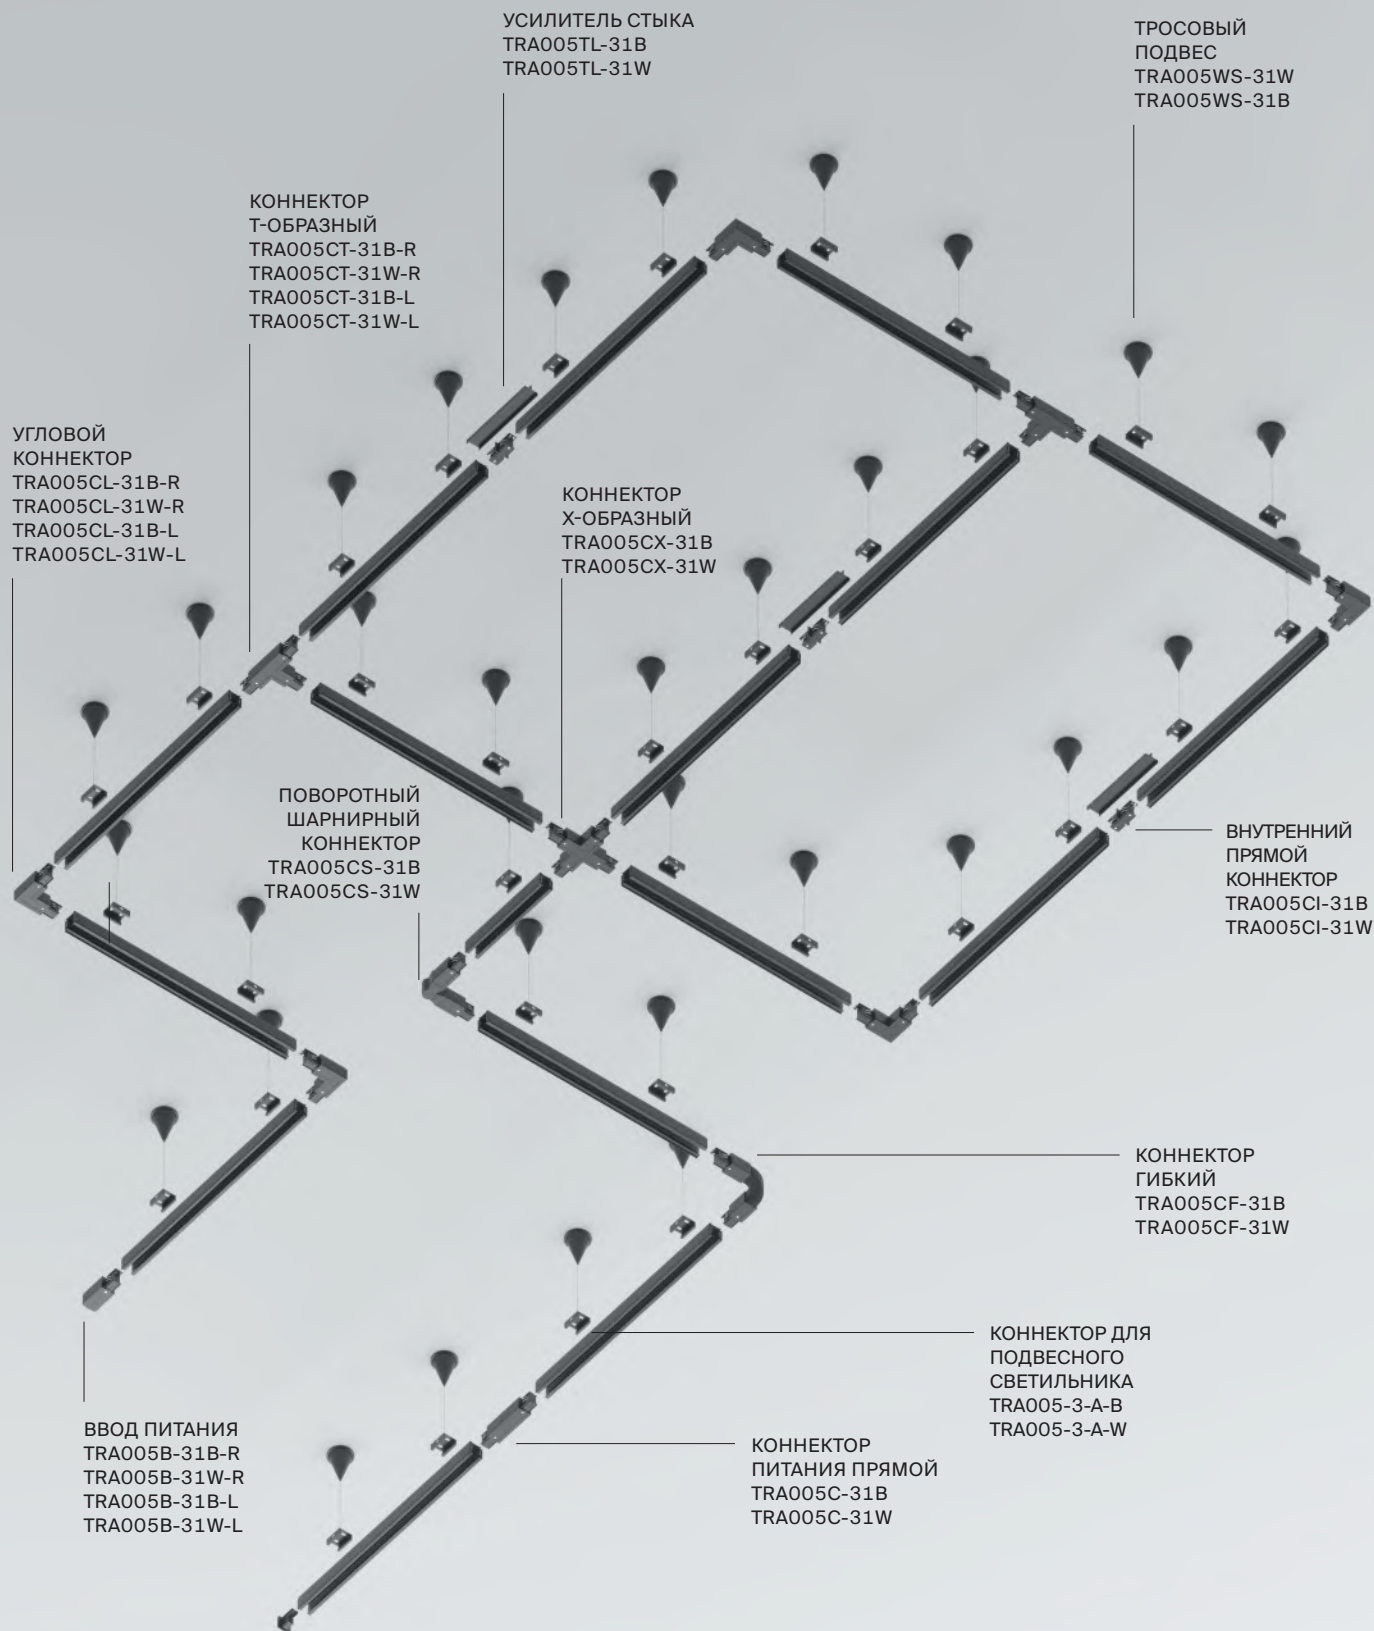 УСИЛИТЕЛЬ СТЫКА
TRA005TL-31B
TRA005TL-31W
ТРОСОВЫЙ
ПОДВЕС
TRA005WS-31W
TRA005WS-31B
КОННЕКТОР
Т-ОБРАЗНЫЙ
TRA005CT-31B-R
TRA005CT-31W-R
TRA005CT-31B-L
TRA005CT-31W-L
УГЛОВОЙ
КОННЕКТОР
TRA005CL-31B-R
TRA005CL-31W-R
TRA005CL-31B-L
TRA005CL-31W-L
КОННЕКТОР
Х-ОБРАЗНЫЙ
TRA005CX-31B
TRA005CX-31W
ПОВОРОТНЫЙ
ШАРНИРНЫЙ
КОННЕКТОР
TRA005CS-31B
TRA005CS-31W
ВНУТРЕННИЙ
ПРЯМОЙ
КОННЕКТОР
TRA005CI-31B
TRA005CI-31W
КОННЕКТОР
ГИБКИЙ
TRA005CF-31B
TRA005CF-31W
КОННЕКТОР ДЛЯ
ПОДВЕСНОГО
СВЕТИЛЬНИКА
TRA005-3-A-B
TRA005-3-A-W
ВВОД ПИТАНИЯ
TRA005B-31B-R
TRA005B-31W-R
TRA005B-31B-L
TRA005B-31W-L
КОННЕКТОР
ПИТАНИЯ ПРЯМОЙ
TRA005C-31B
TRA005C-31W